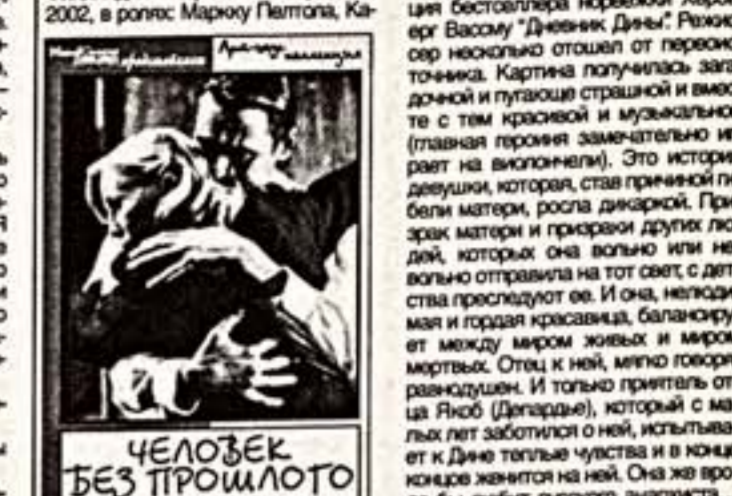 2002, в ролях: Маркку Пелтола, Ка-
ЧЕЛОВЕК
БЕЗ ПРОШЛОГО
ция бестселлера норвежки
ерг Вассму "Дневник Дины". Режис
сер несколько отошел от первоис
точника. Картина получилась зага
дочной и пугающе страшной и вмес
те с тем красивой и музыкально
(главная героиня замечательно иг
рает на виолончели). Это истори
девушки, которая, став причиной ги
бели матери, росла дикаркой. При
зрак матери и призраки других лю
дей, которых она вольно или не
вольно отправила на тот свет, с дет
ства преследуют ее. И она, нелюди
мая и гордая красавица, балансиру
ет между миром живых и миром
мертвых. Отец к ней, мягко говоря
равнодушен. И только приятель от
ца Якоб (Депардье), который с ма
лых лет заботился о ней, испытыва
ет к Дине теплые чувства и в конце
концов женится на ней. Она же вро